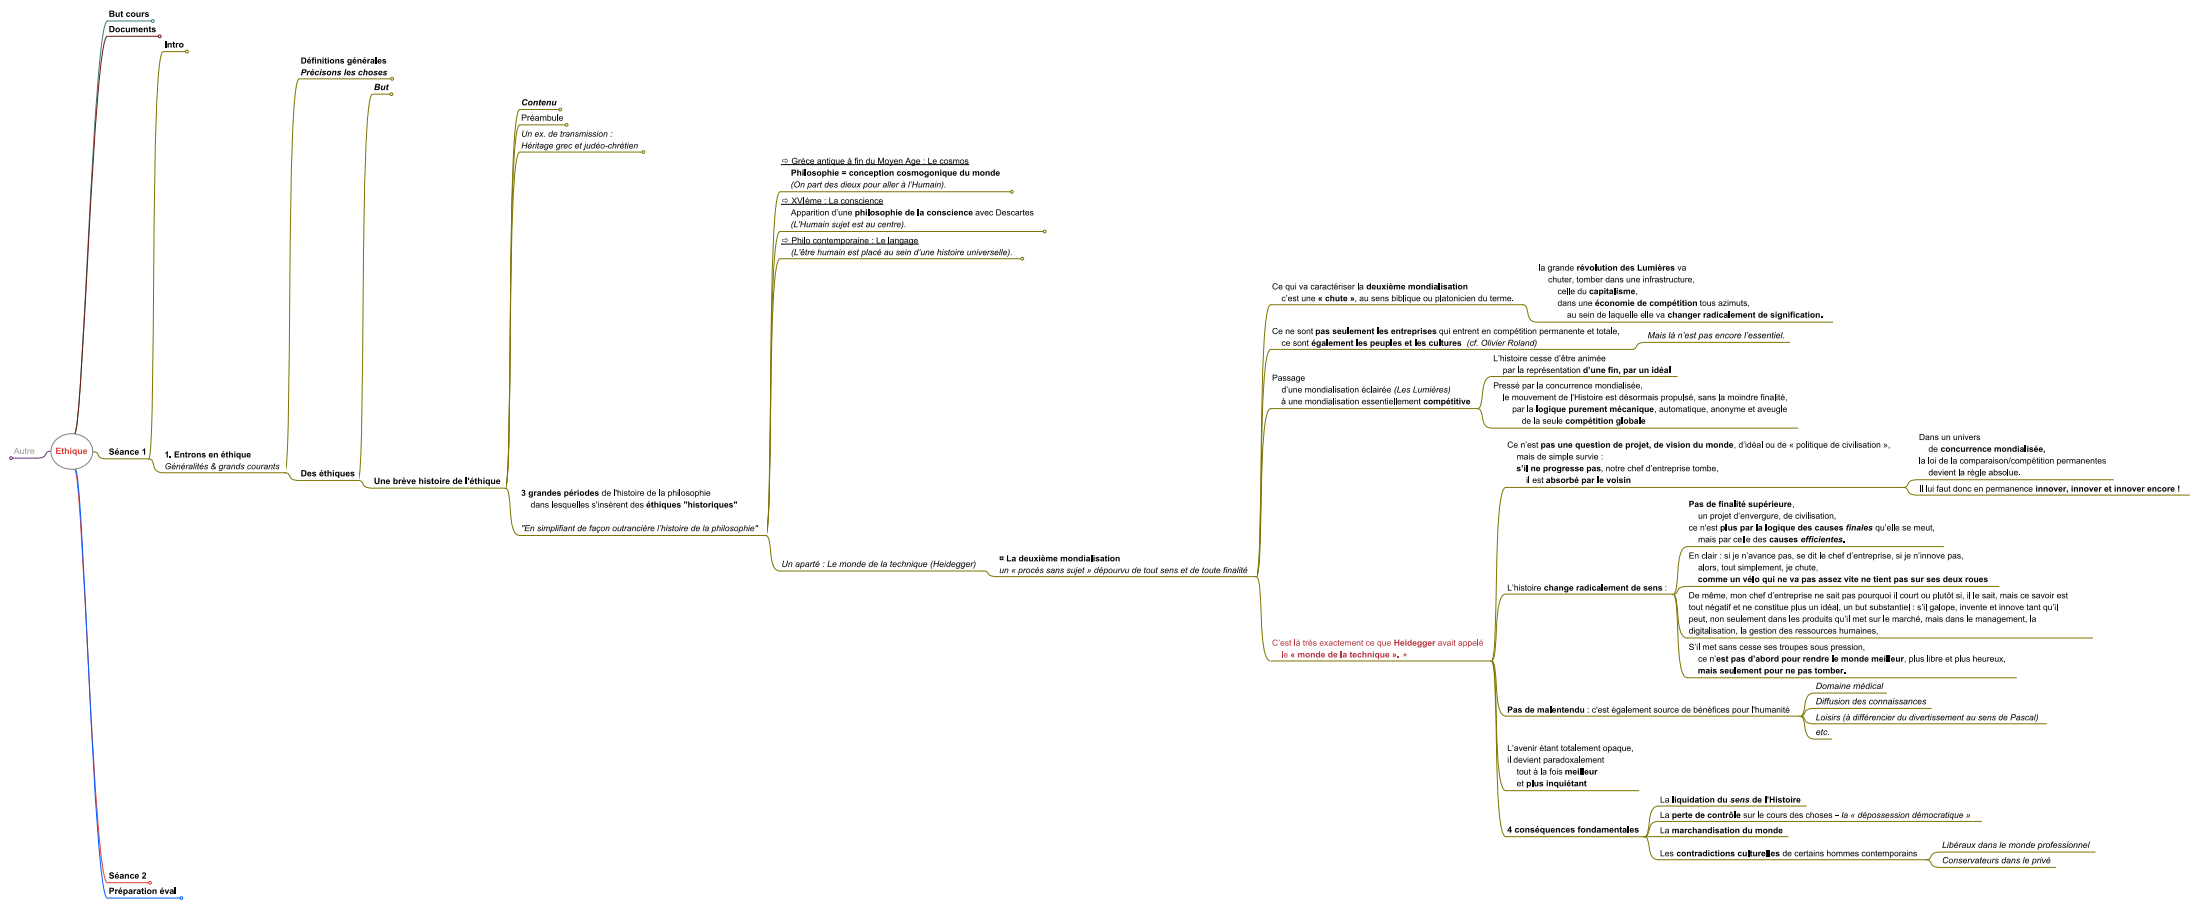 But cours
Documents
Intro
Définitions générales
Précisons les choses
But
Contenu
Préambule
Un ex. de transmission :
Héritage grec et judéo-chrétien
⇨ Grèce antique à fin du Moyen Age : Le cosmos
Philosophie = conception cosmogonique du monde
(On part des dieux pour aller à l'Humain).
⇨ XVIème : La conscience
Apparition d'une philosophie de la conscience avec Descartes
(L'Humain sujet est au centre).
⇨ Philo contemporaine : Le langage
(L'être humain est placé au sein d'une histoire universelle).
Autre
Ethique
Séance 1
1. Entrons en éthique
Généralités & grands courants
Des éthiques
Une brève histoire de l'éthique
3 grandes périodes de l'histoire de la philosophie
dans lesquelles s'insèrent des éthiques "historiques"
"En simplifiant de façon outrancière l'histoire de la philosophie"
Un aparté : Le monde de la technique (Heidegger)
¤ La deuxième mondialisation
un « procès sans sujet » dépourvu de tout sens et de toute finalité
Ce qui va caractériser la deuxième mondialisation
c'est une « chute », au sens biblique ou platonicien du terme.
la grande révolution des Lumières va
chuter, tomber dans une infrastructure,
celle du capitalisme,
dans une économie de compétition tous azimuts,
au sein de laquelle elle va changer radicalement de signification.
Ce ne sont pas seulement les entreprises qui entrent en compétition permanente et totale,
ce sont également les peuples et les cultures (cf. Olivier Roland)
Mais là n'est pas encore l'essentiel.
Passage
d'une mondialisation éclairée (Les Lumières)
à une mondialisation essentiellement compétitive
L'histoire cesse d'être animée
par la représentation d'une fin, par un idéal
Pressé par la concurrence mondialisée,
le mouvement de l'Histoire est désormais propulsé, sans la moindre finalité,
par la logique purement mécanique, automatique, anonyme et aveugle
de la seule compétition globale
C'est là très exactement ce que Heidegger avait appelé
le « monde de la technique ». *
Ce n'est pas une question de projet, de vision du monde, d'idéal ou de « politique de civilisation »,
mais de simple survie :
s'il ne progresse pas, notre chef d'entreprise tombe,
il est absorbé par le voisin
Dans un univers
de concurrence mondialisée,
la loi de la comparaison/compétition permanentes
devient la règle absolue.
Il lui faut donc en permanence innover, innover et innover encore !
L'histoire change radicalement de sens :
Pas de finalité supérieure,
un projet d'envergure, de civilisation,
ce n'est plus par la logique des causes finales qu'elle se meut,
mais par celle des causes efficientes.
En clair : si je n'avance pas, se dit le chef d'entreprise, si je n'innove pas,
alors, tout simplement, je chute,
comme un vélo qui ne va pas assez vite ne tient pas sur ses deux roues
De même, mon chef d'entreprise ne sait pas pourquoi il court ou plutôt si, il le sait, mais ce savoir est
tout négatif et ne constitue plus un idéal, un but substantiel : s'il galope, invente et innove tant qu'il
peut, non seulement dans les produits qu'il met sur le marché, mais dans le management, la
digitalisation, la gestion des ressources humaines,
S'il met sans cesse ses troupes sous pression,
ce n'est pas d'abord pour rendre le monde meilleur, plus libre et plus heureux,
mais seulement pour ne pas tomber.
Pas de malentendu : c'est également source de bénéfices pour l'humanité
Domaine médical
Diffusion des connaissances
Loisirs (à différencier du divertissement au sens de Pascal)
etc.
L'avenir étant totalement opaque,
il devient paradoxalement
tout à la fois meilleur
et plus inquiétant
4 conséquences fondamentales
La liquidation du sens de l'Histoire
La perte de contrôle sur le cours des choses – la « dépossession démocratique »
La marchandisation du monde
Les contradictions culturelles de certains hommes contemporains
Libéraux dans le monde professionnel
Conservateurs dans le privé
Séance 2
Préparation éval